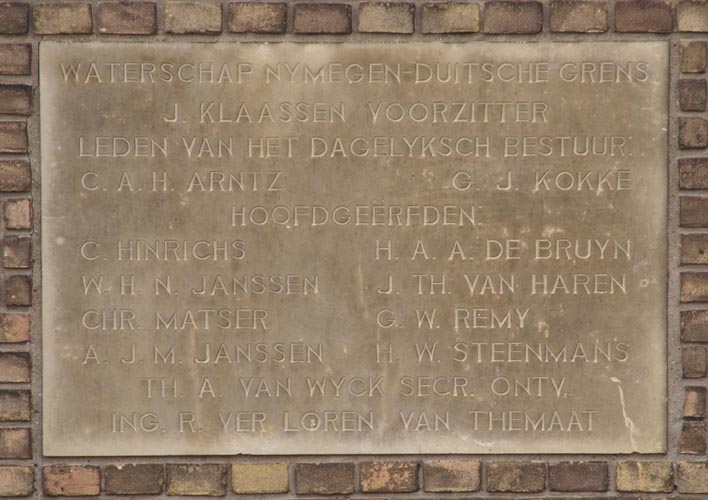 WATERSCHAP NYMEGEN-DUITSCHE GRENS
J. KLAASSEN VOORZITTER
LEDEN VAN HET DAGELYKSCH BESTUUR:
C. A. H. ARNTZ G. J. KOKKE
HOOFDGEËRFDEN:
C. HINRICHS H. A. A. DE BRUYN
W. H. N. JANSSEN J. TH. VAN HAREN
CHR. MATSER G. W. REMY
A. J. M. JANSSEN H. W. STEENMANS
TH. A. VAN WYCK SECR. ONTV.
ING. R. VER LOREN VAN THEMAAT